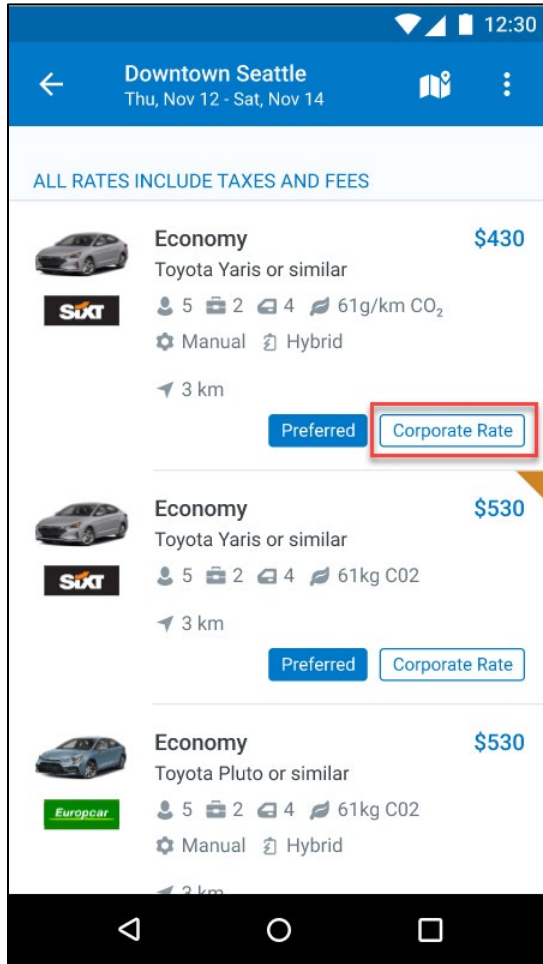 12:30
Downtown Seattle
Thu, Nov 12 - Sat, Nov 14
ALL RATES INCLUDE TAXES AND FEES
Economy $430
Toyota Yaris or similar
SIXT 5 2 4 61g/km CO₂
Manual Hybrid
3 km
Preferred Corporate Rate
Economy $530
Toyota Yaris or similar
SIXT 5 2 4 61kg C02
3 km
Preferred Corporate Rate
Economy $530
Toyota Pluto or similar
Europcar 5 2 4 61kg C02
Manual Hybrid
3 km